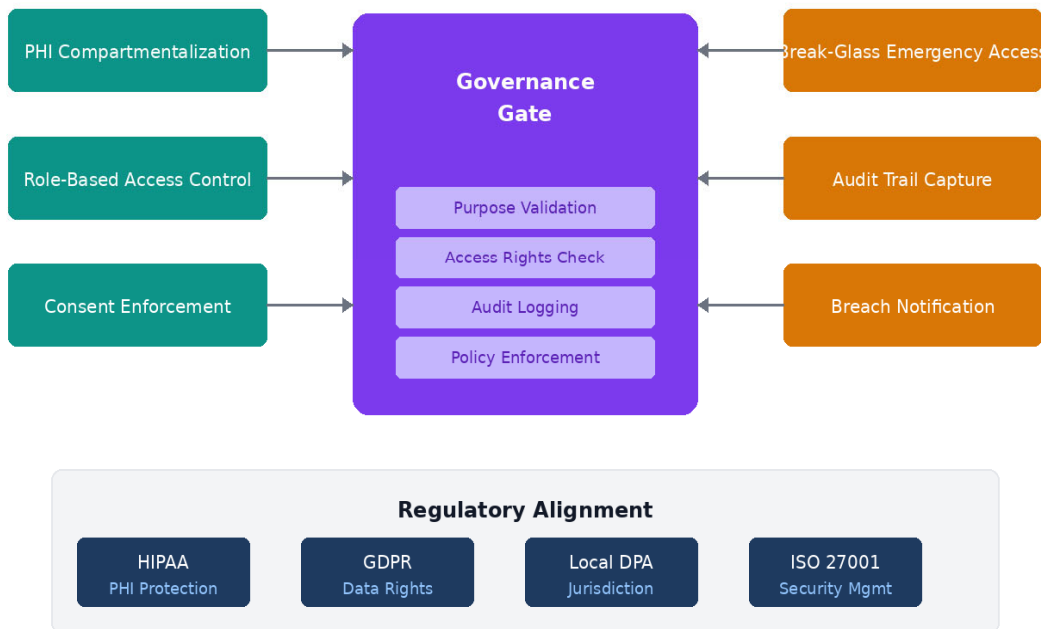 PHI Compartmentalization
Role-Based Access Control
Consent Enforcement
Governance
Gate
Purpose Validation
Access Rights Check
Audit Logging
Policy Enforcement
Break-Glass Emergency Access
Audit Trail Capture
Breach Notification
Regulatory Alignment
HIPAA
PHI Protection
GDPR
Data Rights
Local DPA
Jurisdiction
ISO 27001
Security Mgmt